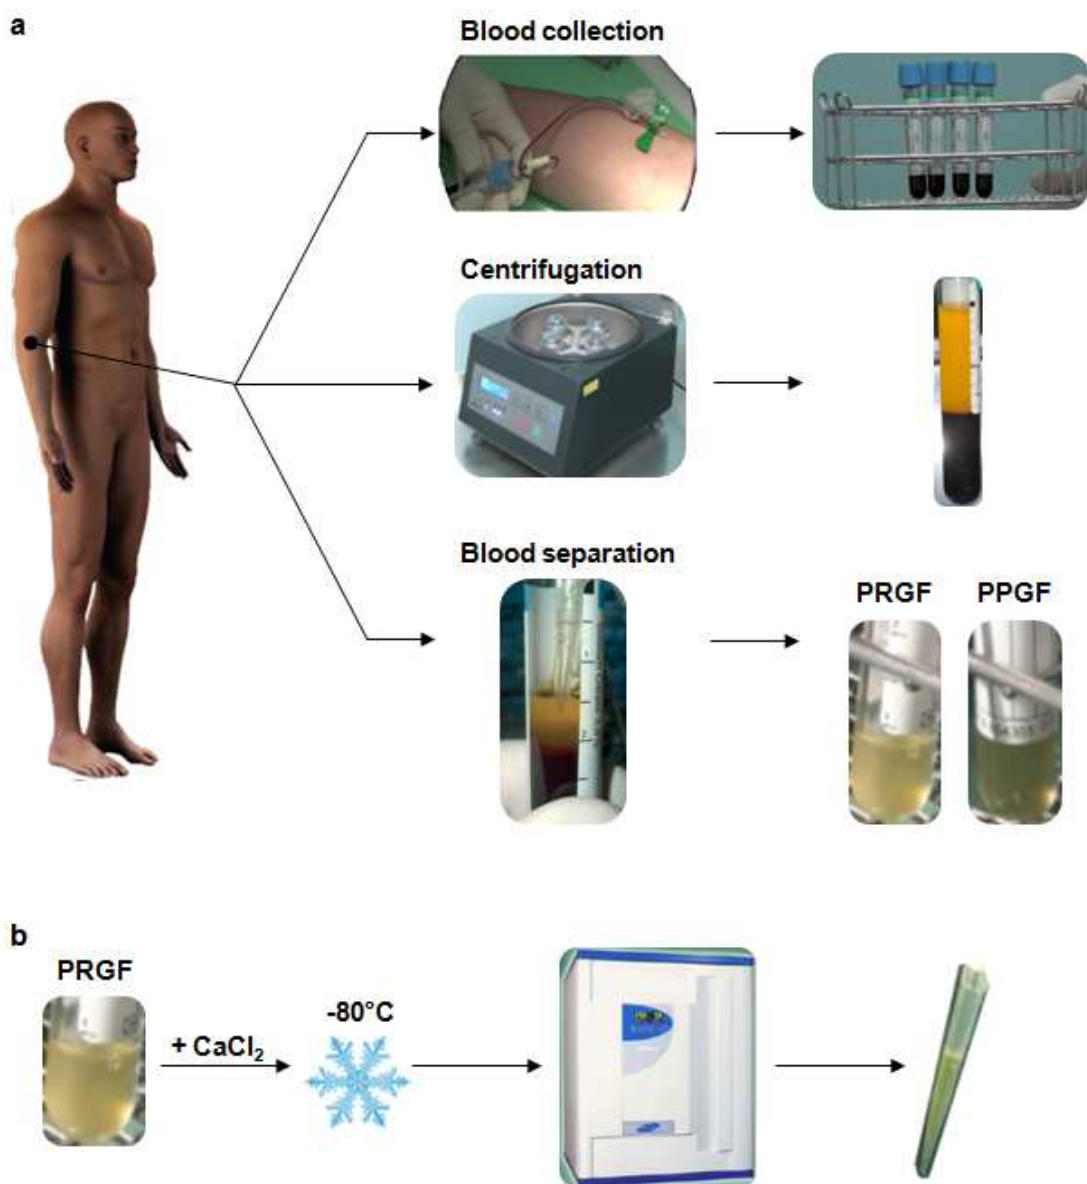 a
Blood collection
Centrifugation
Blood separation
PRGF PPGF
b
PRGF
-80°C
+ CaCl₂